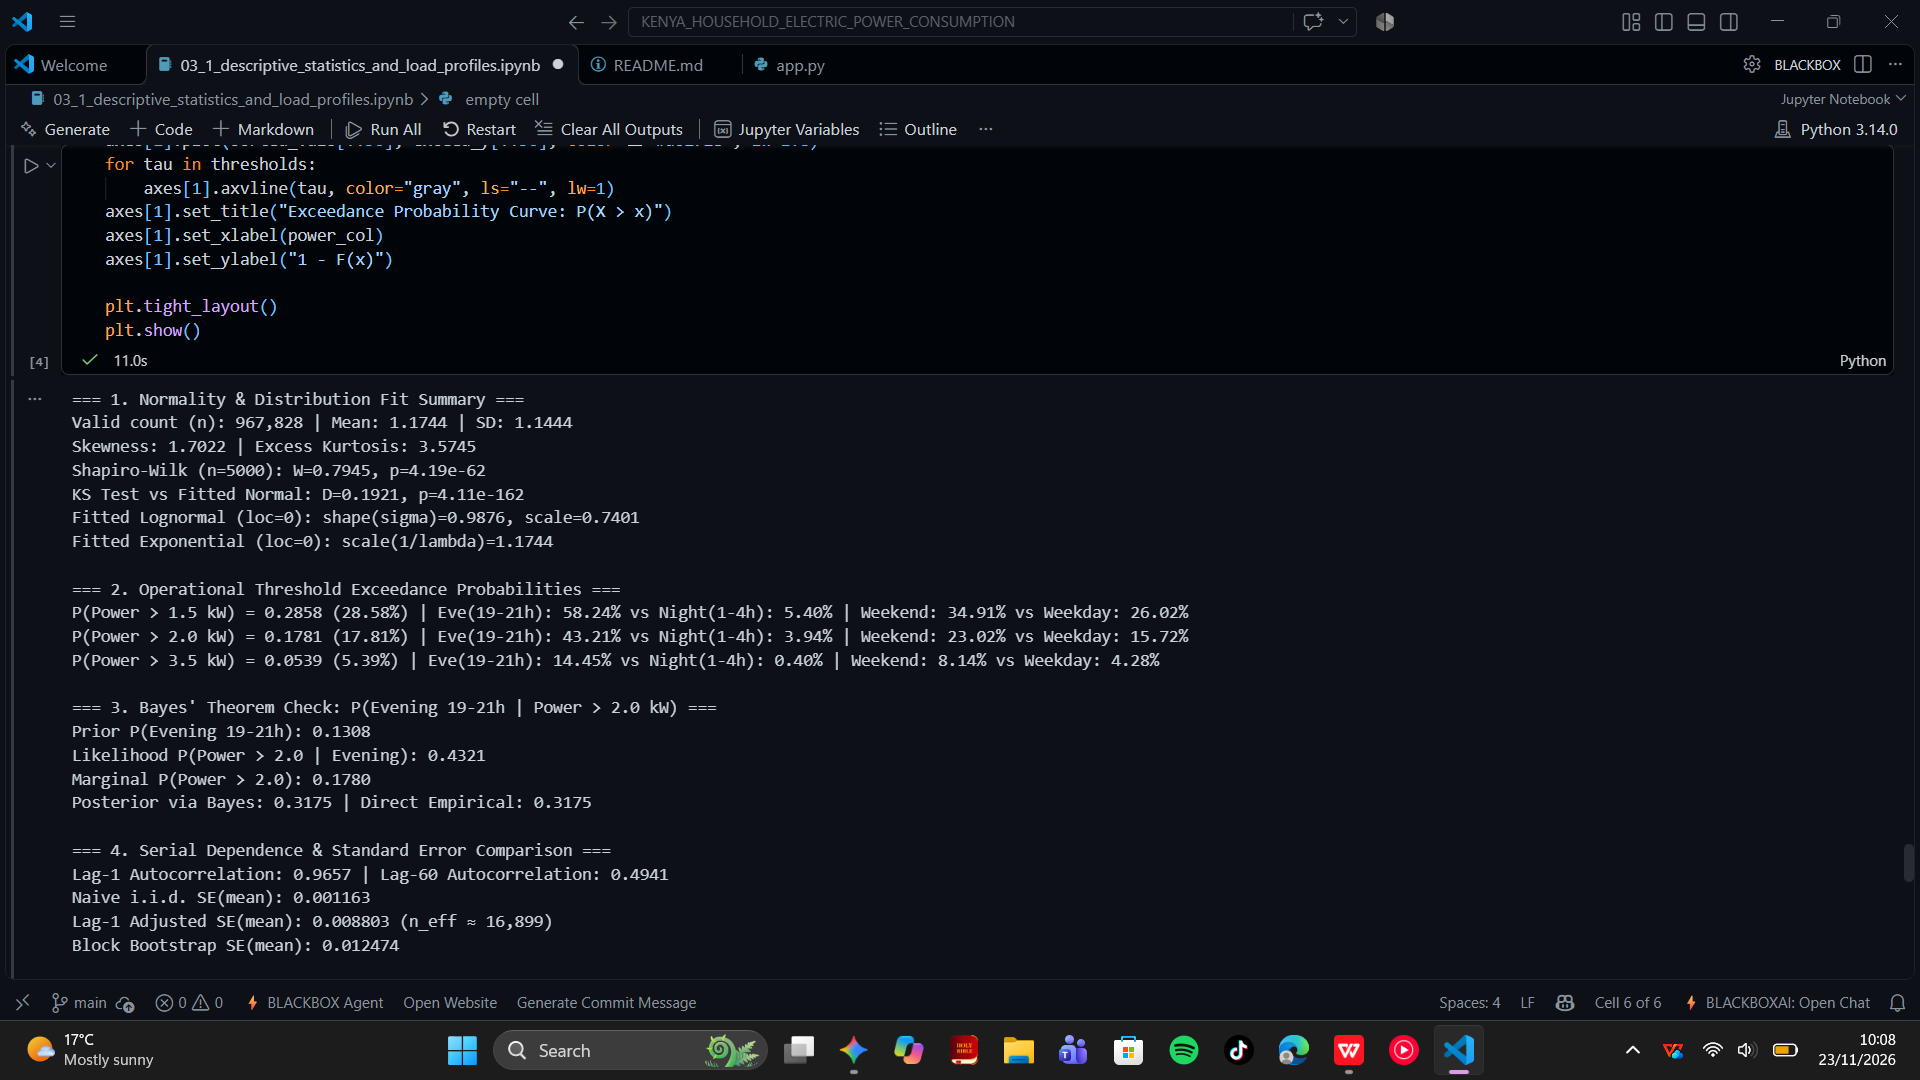 KENYA_HOUSEHOLD_ELECTRIC_POWER_CONSUMPTION
Welcome
03_1_descriptive_statistics_and_load_profiles.ipynb
README.md
app.py
BLACKBOX
03_1_descriptive_statistics_and_load_profiles.ipynb > empty cell
Jupyter Notebook
Generate + Code + Markdown | Run All Restart Clear All Outputs | Jupyter Variables Outline ...
Python 3.14.0
for tau in thresholds:
axes[1].axvline(tau, color="gray", ls="--", lw=1)
axes[1].set_title("Exceedance Probability Curve: P(X > x)")
axes[1].set_xlabel(power_col)
axes[1].set_ylabel("1 - F(x)")
plt.tight_layout()
plt.show()
[4]
11.0s
Python
=== 1. Normality & Distribution Fit Summary ===
Valid count (n): 967,828 | Mean: 1.1744 | SD: 1.1444
Skewness: 1.7022 | Excess Kurtosis: 3.5745
Shapiro-Wilk (n=5000): W=0.7945, p=4.19e-62
KS Test vs Fitted Normal: D=0.1921, p=4.11e-162
Fitted Lognormal (loc=0): shape(sigma)=0.9876, scale=0.7401
Fitted Exponential (loc=0): scale(1/lambda)=1.1744
=== 2. Operational Threshold Exceedance Probabilities ===
P(Power > 1.5 kW) = 0.2858 (28.58%) | Eve(19-21h): 58.24% vs Night(1-4h): 5.40% | Weekend: 34.91% vs Weekday: 26.02%
P(Power > 2.0 kW) = 0.1781 (17.81%) | Eve(19-21h): 43.21% vs Night(1-4h): 3.94% | Weekend: 23.02% vs Weekday: 15.72%
P(Power > 3.5 kW) = 0.0539 (5.39%) | Eve(19-21h): 14.45% vs Night(1-4h): 0.40% | Weekend: 8.14% vs Weekday: 4.28%
=== 3. Bayes' Theorem Check: P(Evening 19-21h | Power > 2.0 kW) ===
Prior P(Evening 19-21h): 0.1308
Likelihood P(Power > 2.0 | Evening): 0.4321
Marginal P(Power > 2.0): 0.1780
Posterior via Bayes: 0.3175 | Direct Empirical: 0.3175
=== 4. Serial Dependence & Standard Error Comparison ===
Lag-1 Autocorrelation: 0.9657 | Lag-60 Autocorrelation: 0.4941
Naive i.i.d. SE(mean): 0.001163
Lag-1 Adjusted SE(mean): 0.008803 (n_eff ≈ 16,899)
Block Bootstrap SE(mean): 0.012474
main 0 0 BLACKBOX Agent Open Website Generate Commit Message
Spaces: 4 LF Cell 6 of 6 BLACKBOXAI: Open Chat
17°C
Mostly sunny
Search
HOLY BIBLE
10:08
23/11/2026